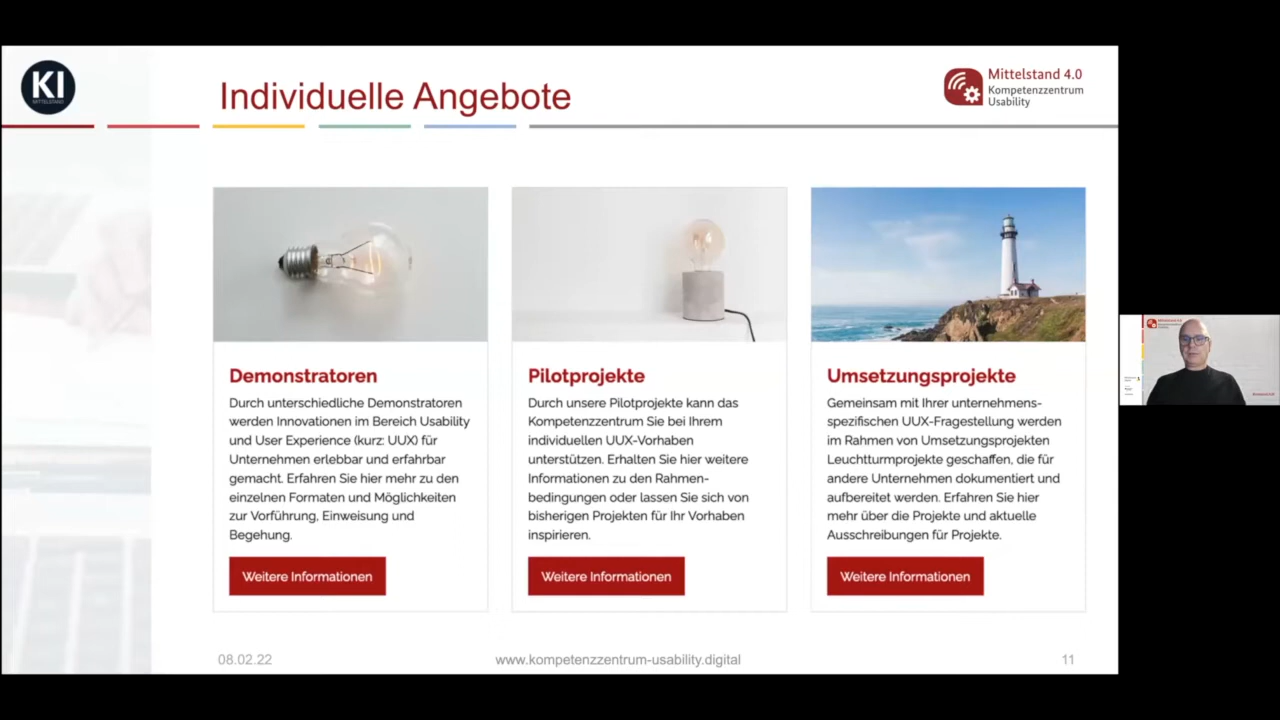 KI
MITTELSTAND
Individuelle Angebote
Mittelstand 4.0
Kompetenzzentrum
Usability
Demonstratoren
Durch unterschiedliche Demonstratoren
werden Innovationen im Bereich Usability
und User Experience (kurz: UUX) für
Unternehmen erlebbar und erfahrbar
gemacht. Erfahren Sie hier mehr zu den
einzelnen Formaten und Möglichkeiten
zur Vorführung, Einweisung und
Begehung.
Weitere Informationen
Pilotprojekte
Durch unsere Pilotprojekte kann das
Kompetenzzentrum Sie bei Ihrem
individuellen UUX-Vorhaben
unterstützen. Erhalten Sie hier weitere
Informationen zu den Rahmen-
bedingungen oder lassen Sie sich von
bisherigen Projekten für Ihr Vorhaben
inspirieren.
Weitere Informationen
Umsetzungsprojekte
Gemeinsam mit Ihrer unternehmens-
spezifischen UUX-Fragestellung werden
im Rahmen von Umsetzungsprojekten
Leuchtturmprojekte geschaffen, die für
andere Unternehmen dokumentiert und
aufbereitet werden. Erfahren Sie hier
mehr über die Projekte und aktuelle
Ausschreibungen für Projekte.
Weitere Informationen
08.02.22
www.kompetenzzentrum-usability.digital
11